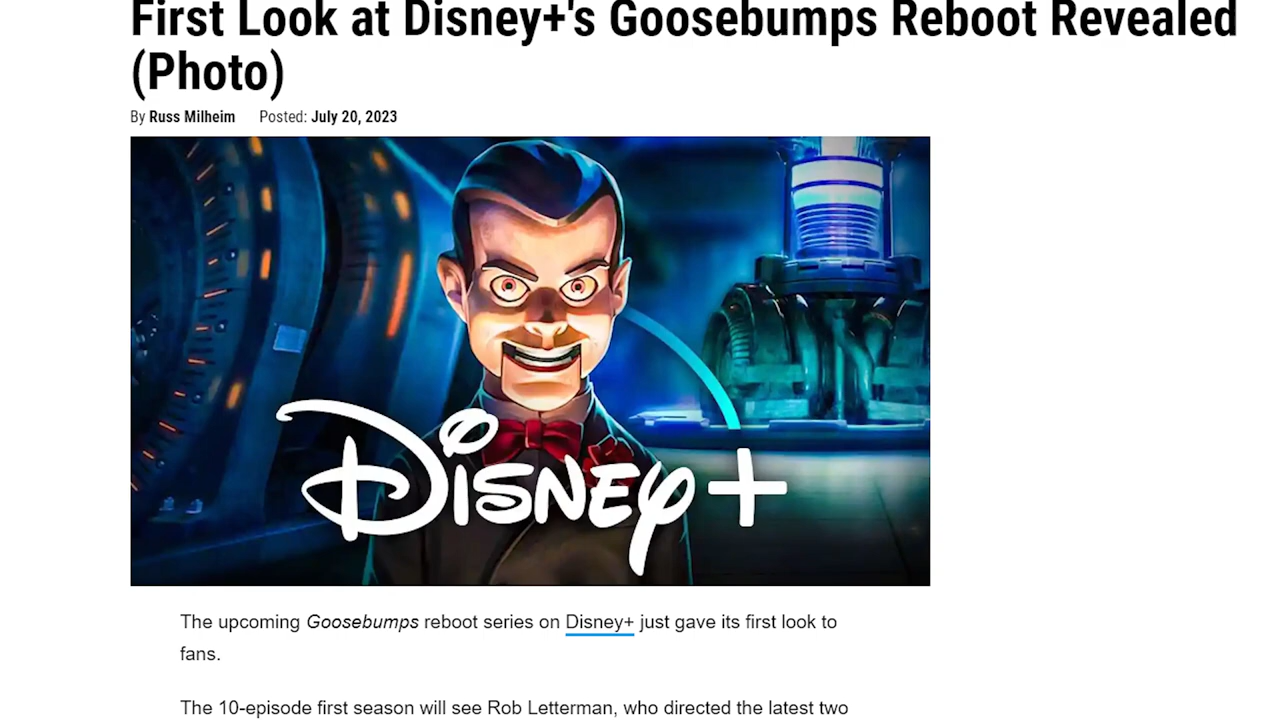 First Look at Disney+'s Goosebumps Reboot Revealed
(Photo)
By Russ Milheim Posted: July 20, 2023
Disney+
The upcoming Goosebumps reboot series on Disney+ just gave its first look to
fans.
The 10-episode first season will see Rob Letterman, who directed the latest two